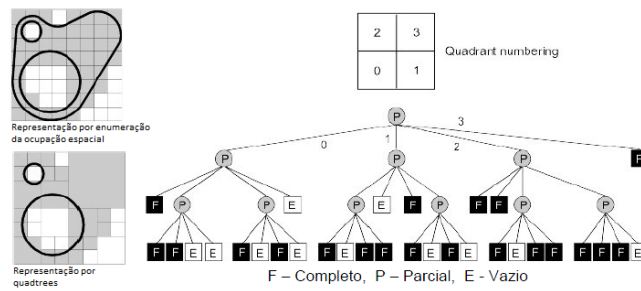 2 3
0 1
Quadrant numbering
Representação por enumeração
da ocupação espacial
P
0 1 2 3
P P P F
F P P E P E F P F F P P
F F E E F E F E F E F F F E F E F E F F F F F E
Representação por
quadtrees
F – Completo, P – Parcial, E - Vazio